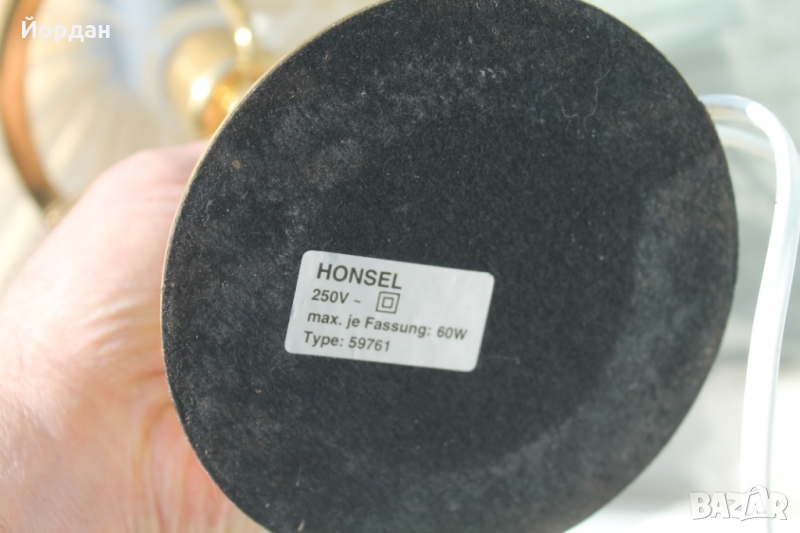 Йордан
HONSEL
250V ~
max. je Fassung: 60W
Type: 59761
BAZAR